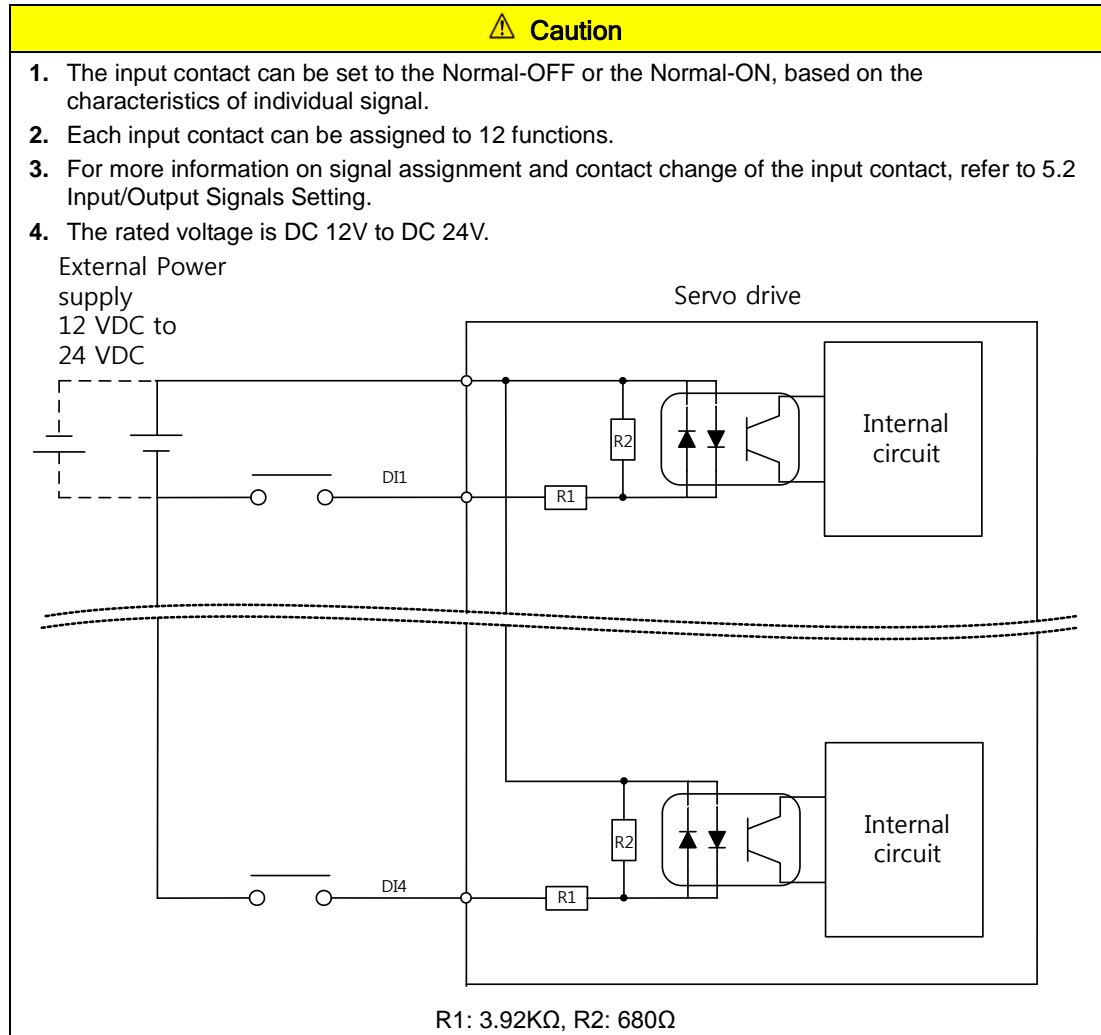 ⚠ Caution
1. The input contact can be set to the Normal-OFF or the Normal-ON, based on the
characteristics of individual signal.
2. Each input contact can be assigned to 12 functions.
3. For more information on signal assignment and contact change of the input contact, refer to 5.2
Input/Output Signals Setting.
4. The rated voltage is DC 12V to DC 24V.
External Power
supply
12 VDC to
24 VDC
Servo drive
R2
Internal
circuit
DI1
R1
R2
Internal
circuit
DI4
R1
R1: 3.92KΩ, R2: 680Ω